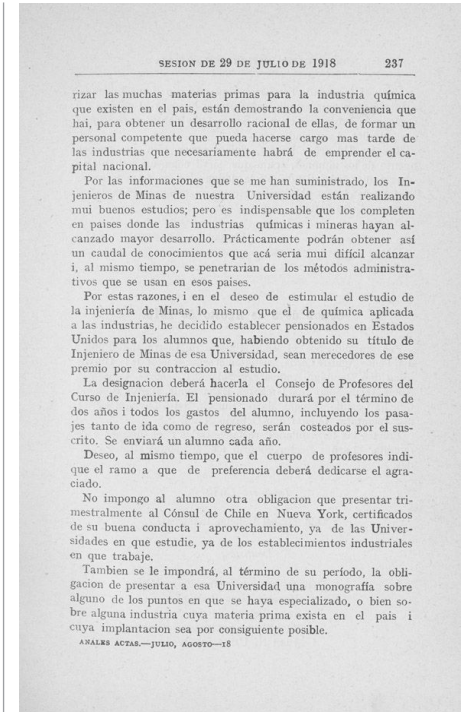 SESION DE 29 DE JULIO DE 1918 237
rizar las muchas materias primas para la industria química
que existen en el pais, están demostrando la conveniencia que
hai, para obtener un desarrollo racional de ellas, de formar un
personal competente que pueda hacerse cargo mas tarde de
las industrias que necesariamente habrá de emprender el ca-
pital nacional.
Por las informaciones que se me han suministrado, los In-
jenieros de Minas de nuestra Universidad están realizando
mui buenos estudios; pero es indispensable que los completen
en paises donde las industrias químicas i mineras hayan al-
canzado mayor desarrollo. Prácticamente podrán obtener así
un caudal de conocimientos que acá seria mui difícil alcanzar
i, al mismo tiempo, se penetrarian de los métodos administra-
tivos que se usan en esos paises.
Por estas razones, i en el deseo de estimular el estudio de
la injeniería de Minas, lo mismo que el de química aplicada
a las industrias, he decidido establecer pensionados en Estados
Unidos para los alumnos que, habiendo obtenido su título de
Injeniero de Minas de esa Universidad, sean merecedores de ese
premio por su contraccion al estudio.
La designacion deberá hacerla el Consejo de Profesores del
Curso de Injeniería. El pensionado durará por el término de
dos años i todos los gastos del alumno, incluyendo los pasa-
jes tanto de ida como de regreso, serán costeados por el sus-
crito. Se enviará un alumno cada año.
Deseo, al mismo tiempo, que el cuerpo de profesores indi-
que el ramo a que de preferencia deberá dedicarse el agra-
ciado.
No impongo al alumno otra obligacion que presentar tri-
mestralmente al Cónsul de Chile en Nueva York, certificados
de su buena conducta i aprovechamiento, ya de las Univer-
sidades en que estudie, ya de los establecimientos industriales
en que trabaje.
Tambien se le impondrá, al término de su período, la obli-
gacion de presentar a esa Universidad una monografía sobre
alguno de los puntos en que se haya especializado, o bien so-
bre alguna industria cuya materia prima exista en el pais i
cuya implantacion sea por consiguiente posible.
ANALES ACTAS.—JULIO, AGOSTO—18